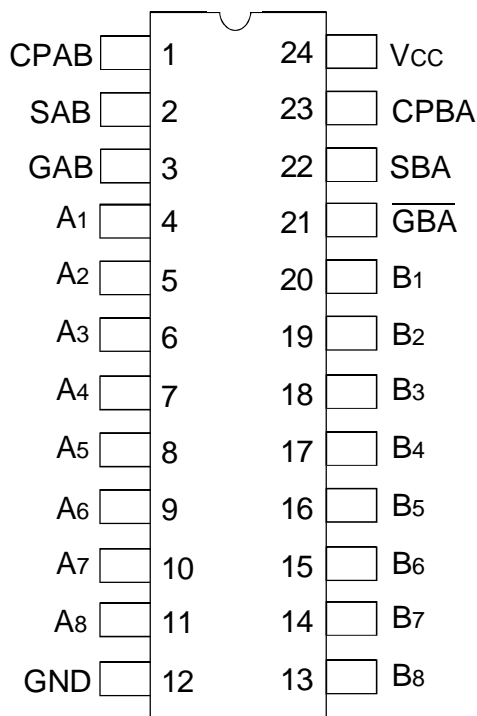 CPAB 1 24 VCC
SAB 2 23 CPBA
GAB 3 22 SBA
A1 4 21 G̅B̅A̅
A2 5 20 B1
A3 6 19 B2
A4 7 18 B3
A5 8 17 B4
A6 9 16 B5
A7 10 15 B6
A8 11 14 B7
GND 12 13 B8